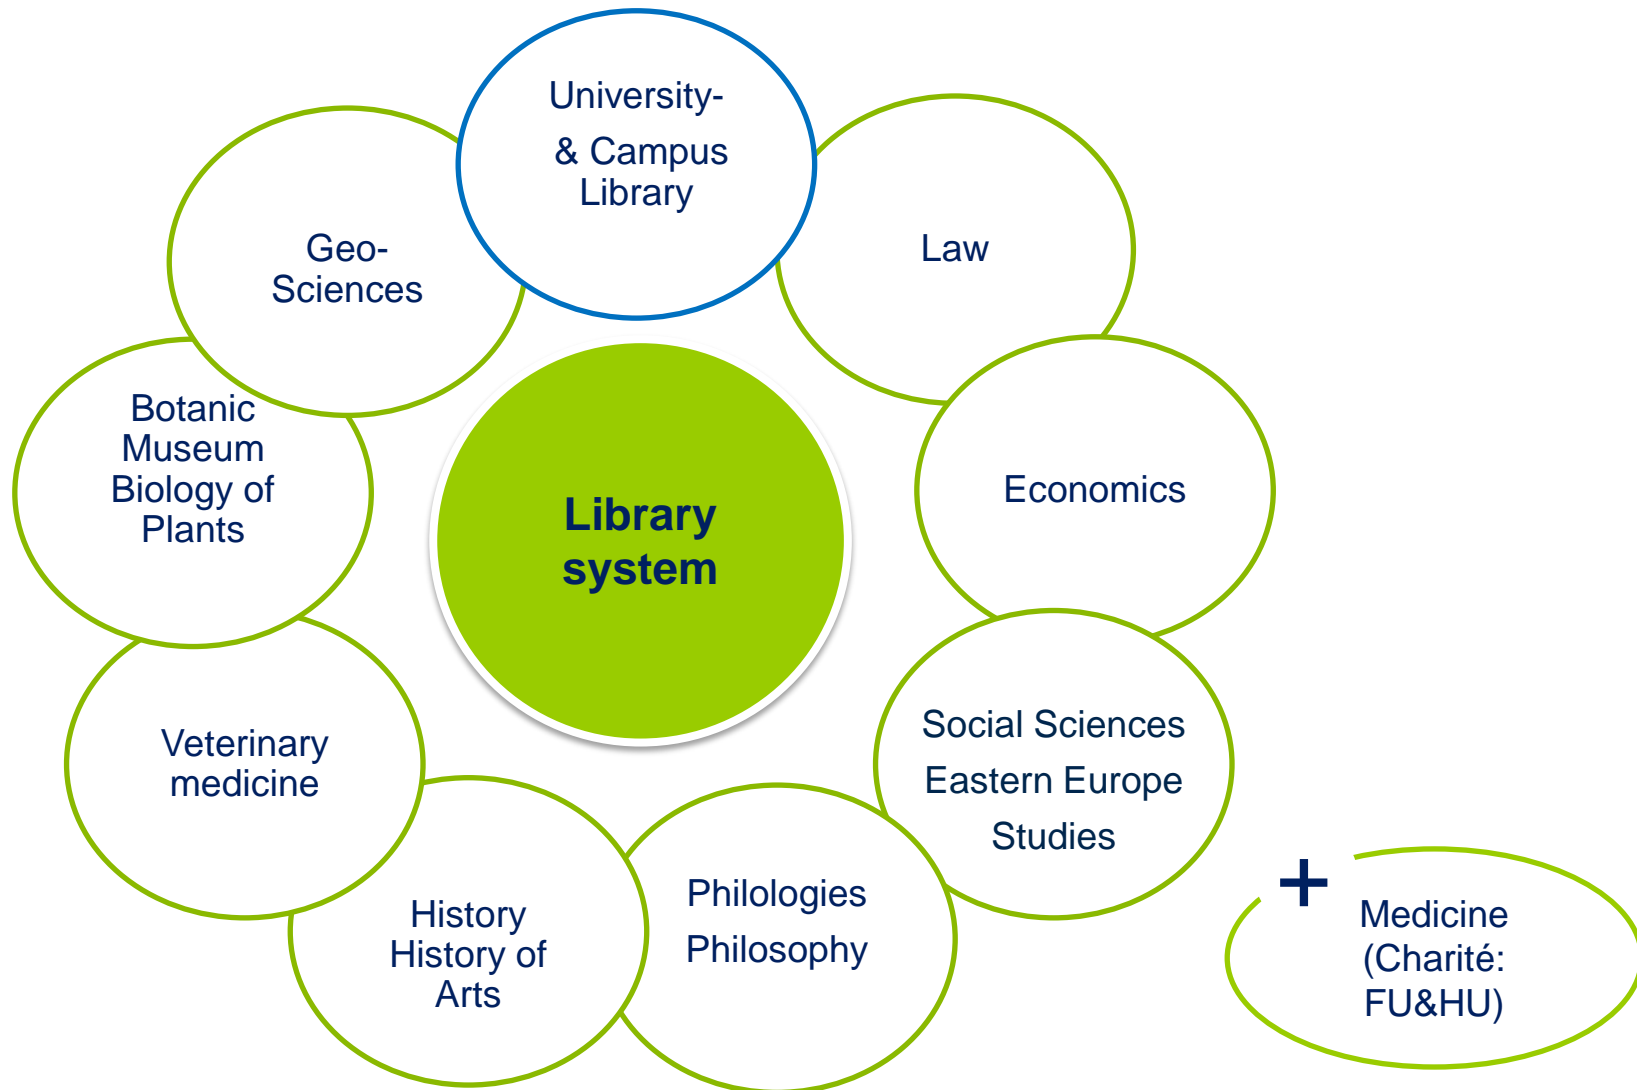 University-
& Campus
Library
Law
Economics
Social Sciences
Eastern Europe
Studies
Philologies
Philosophy
History
History of
Arts
Veterinary
medicine
Botanic
Museum
Biology of
Plants
Geo-
Sciences
Library
system
+
Medicine
(Charité:
FU&HU)